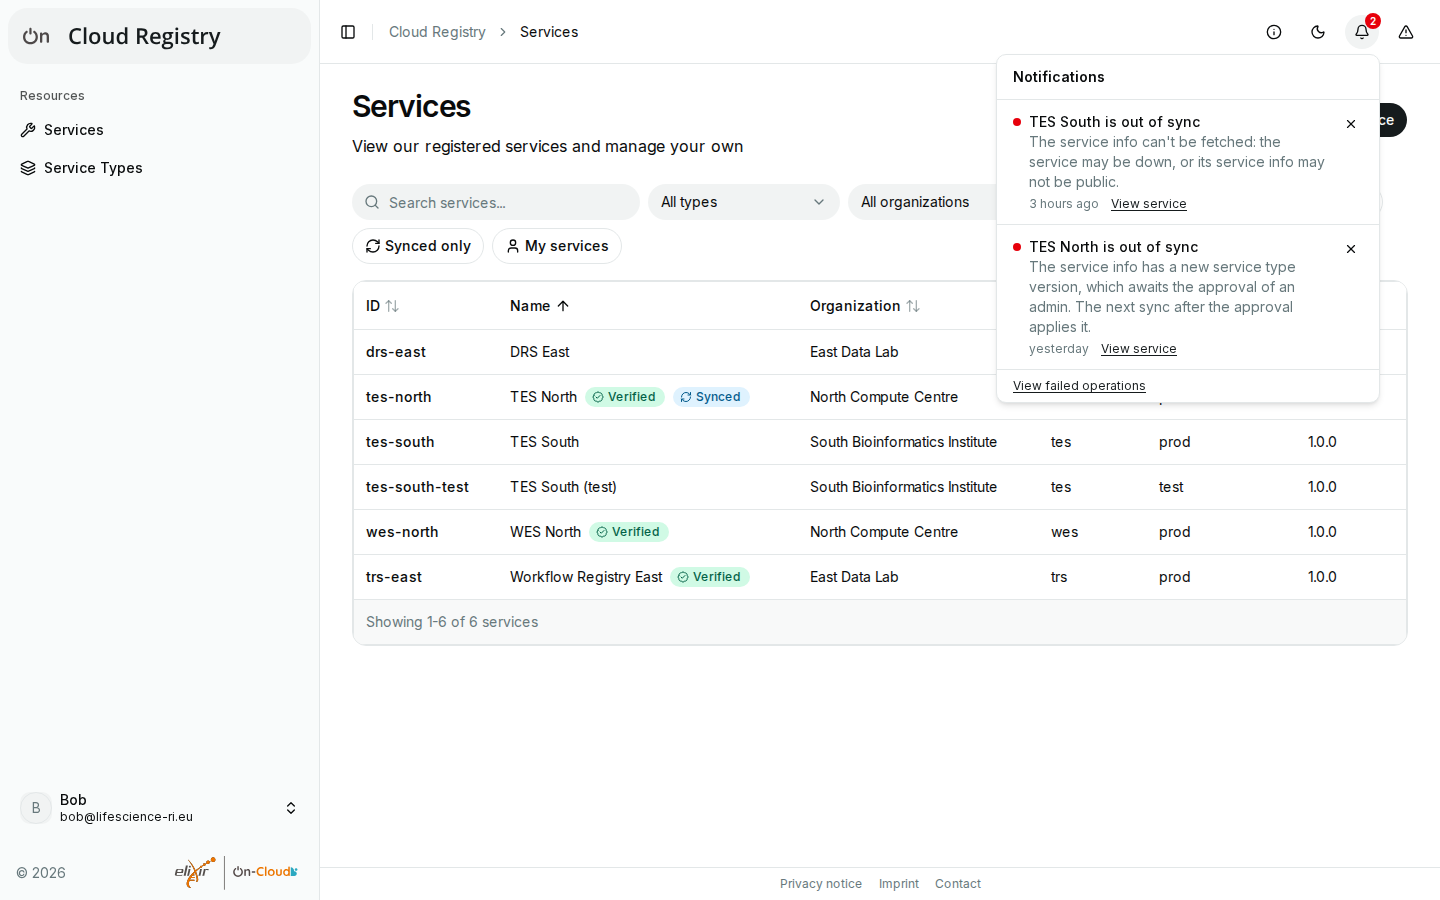 On Cloud Registry
Resources
Services
Service Types
Bob
B
bob@lifescience-ri.eu
© 2026
elixir
On-Cloud
Cloud Registry
Services
2
Services
View our registered services and manage your own
ce
Search services...
All types
All organizations
Synced only
My services
ID
Name
Organization
drs-east
DRS East
East Data Lab
tes-north
TES North
Verified
Synced
North Compute Centre
tes-south
TES South
South Bioinformatics Institute
tes
prod
1.0.0
tes-south-test
TES South (test)
South Bioinformatics Institute
tes
test
1.0.0
wes-north
WES North
Verified
North Compute Centre
wes
prod
1.0.0
trs-east
Workflow Registry East
Verified
East Data Lab
trs
prod
1.0.0
Showing 1-6 of 6 services
Notifications
TES South is out of sync
The service info can't be fetched: the
service may be down, or its service info may
not be public.
3 hours ago
View service
TES North is out of sync
The service info has a new service type
version, which awaits the approval of an
admin. The next sync after the approval
applies it.
yesterday
View service
View failed operations
Privacy notice
Imprint
Contact